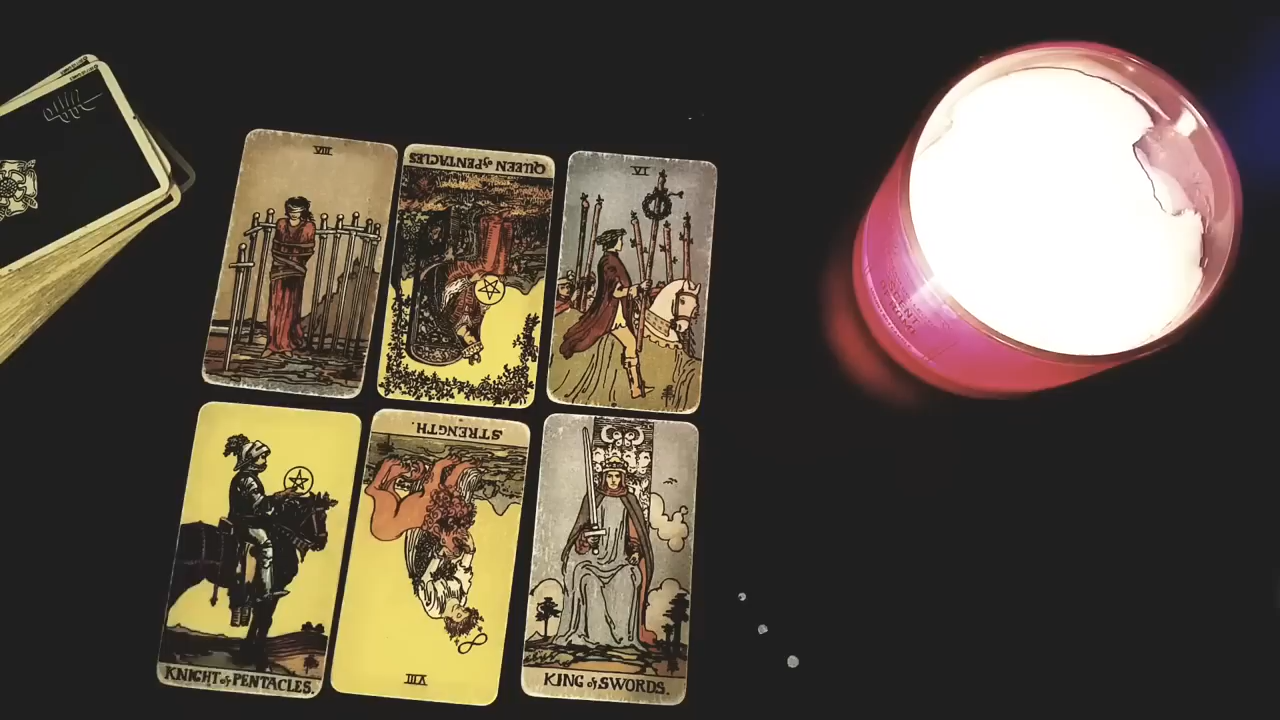 VIII
QUEEN of PENTACLES
VI
KNIGHT of PENTACLES.
STRENGTH.
VIII
KING of SWORDS.